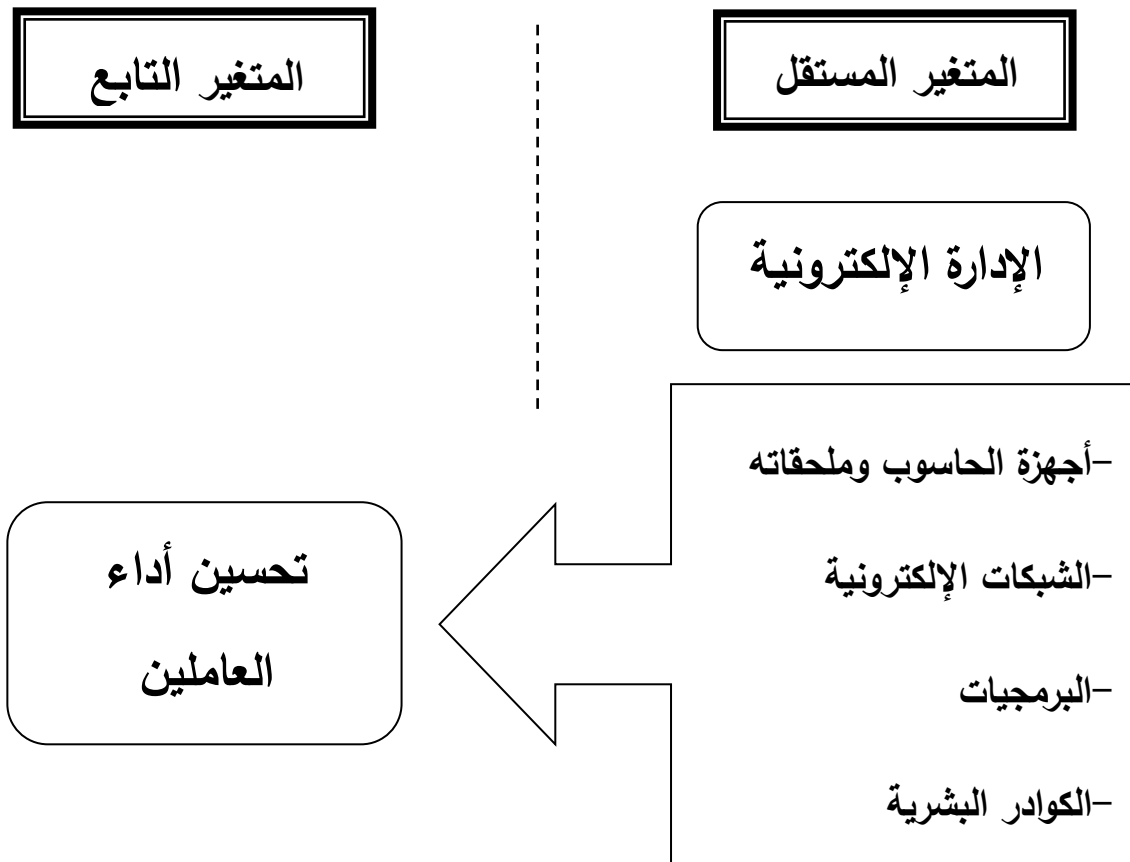 المتغير المستقل
المتغير التابع
الإدارة الإلكترونية
-أجهزة الحاسوب وملحقاته
-الشبكات الإلكترونية
-البرمجيات
-الكوادر البشرية
تحسين أداء
العاملين